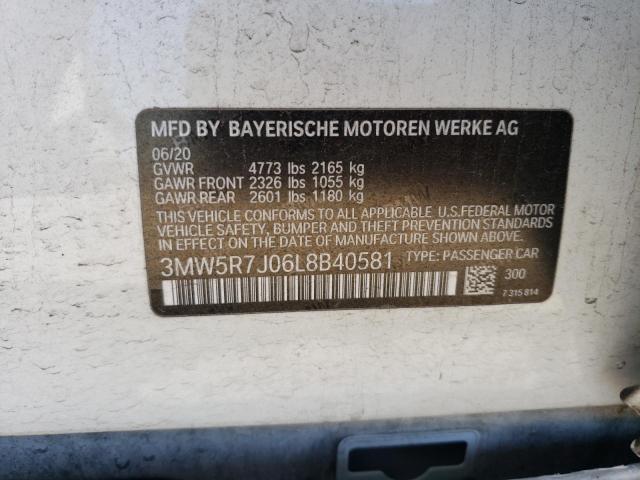 MFD BY BAYERISCHE MOTOREN WERKE AG
06/20
GVWR 4773 lbs 2165 kg
GAWR FRONT 2326 lbs 1055 kg
GAWR REAR 2601 lbs 1180 kg
THIS VEHICLE CONFORMS TO ALL APPLICABLE U.S.FEDERAL MOTOR
VEHICLE SAFETY, BUMPER AND THEFT PREVENTION STANDARDS
IN EFFECT ON THE DATE OF MANUFACTURE SHOWN ABOVE.
3MW5R7J06L8B40581 TYPE: PASSENGER CAR
300
7 315 814